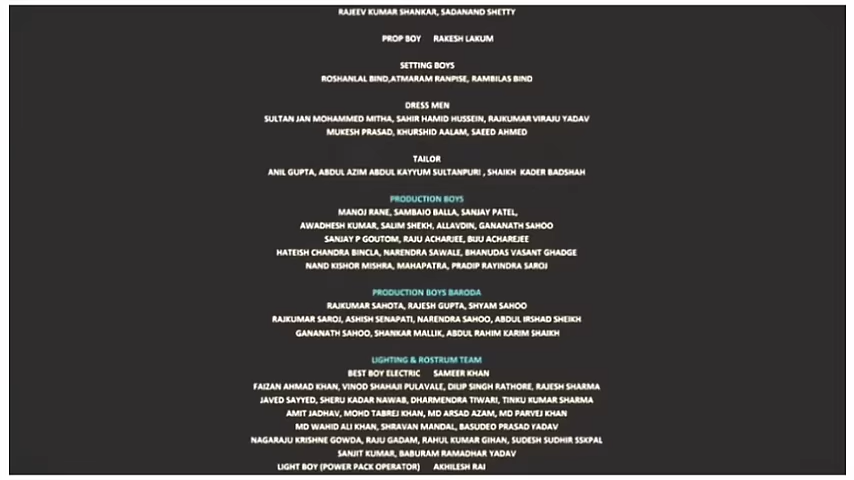 RAJEEV KUMAR SHANKAR, SADANAND SHETTY
PROP BOY RAKESH LAKUM
SETTING BOYS
ROSHANLAL BIND,ATMARAM RANPISE, RAMBILAS BIND
DRESS MEN
SULTAN JAN MOHAMMED MITHA, SAHIR HAMID HUSSEIN, RAJKUMAR VIRAJU YADAV
MUKESH PRASAD, KHURSHID AALAM, SAEED AHMED
TAILOR
ANIL GUPTA, ABDUL AZIM ABDUL KAYYUM SULTANPURI , SHAIKH KADER BADSHAH
PRODUCTION BOYS
MANOJ RANE, SAMBAIO BALLA, SANJAY PATEL,
AWADHESH KUMAR, SALIM SHEKH, ALLAVDIN, GANANATH SAHOO
SANJAY P GOUTOM, RAJU ACHARJEE, BIJU ACHAREJEE
HATEISH CHANDRA BINCLA, NARENDRA SAWALE, BHANUDAS VASANT GHADGE
NAND KISHOR MISHRA, MAHAPATRA, PRADIP RAYINDRA SAROJ
PRODUCTION BOYS BARODA
RAJKUMAR SAHOTA, RAJESH GUPTA, SHYAM SAHOO
RAJKUMAR SAROJ, ASHISH SENAPATI, NARENDRA SAHOO, ABDUL IRSHAD SHEIKH
GANANATH SAHOO, SHANKAR MALLIK, ABDUL RAHIM KARIM SHAIKH
LIGHTING & ROSTRUM TEAM
BEST BOY ELECTRIC SAMEER KHAN
FAIZAN AHMAD KHAN, VINOD SHAHAJI PULAVALE, DILIP SINGH RATHORE, RAJESH SHARMA
JAVED SAYYED, SHERU KADAR NAWAB, DHARMENDRA TIWARI, TINKU KUMAR SHARMA
AMIT JADHAV, MOHD TABREJ KHAN, MD ARSAD AZAM, MD PARVEJ KHAN
MD WAHID ALI KHAN, SHRAVAN MANDAL, BASUDEO PRASAD YADAV
NAGARAJU KRISHNE GOWDA, RAJU GADAM, RAHUL KUMAR GIHAN, SUDESH SUDHIR SSKPAL
SANJIT KUMAR, BABURAM RAMADHAR YADAV
LIGHT BOY (POWER PACK OPERATOR) AKHILESH RAI